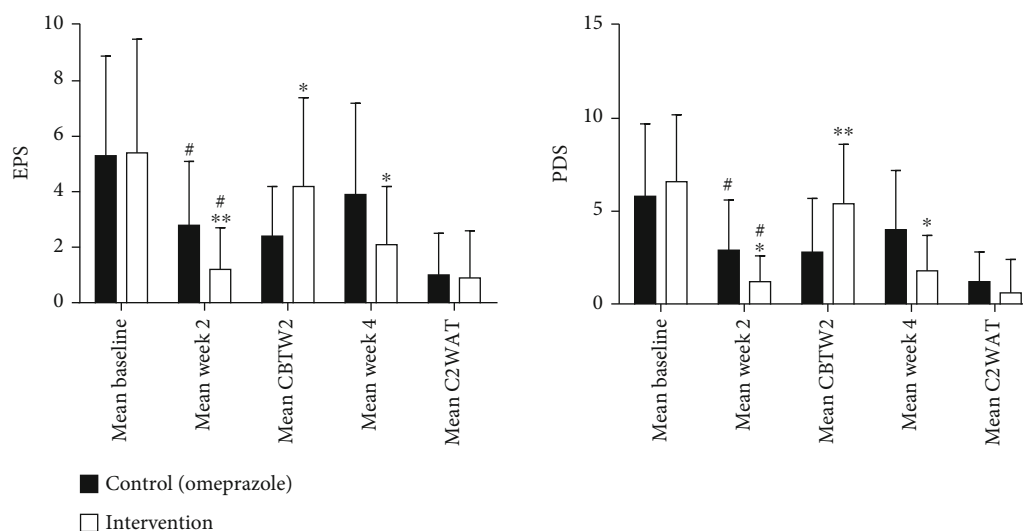 10
8
6
4
2
0
EPS
#
#
**
*
*
Mean baseline
Mean week 2
Mean CBTW2
Mean week 4
Mean C2WAT
15
10
5
0
PDS
#
#
*
**
*
Mean baseline
Mean week 2
Mean CBTW2
Mean week 4
Mean C2WAT
Control (omeprazole)
Intervention